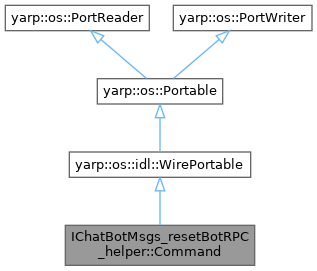 yarp::os::PortReader
yarp::os::PortWriter
yarp::os::Portable
yarp::os::idl::WirePortable
IChatBotMsgs_resetBotRPC
_helper::Command